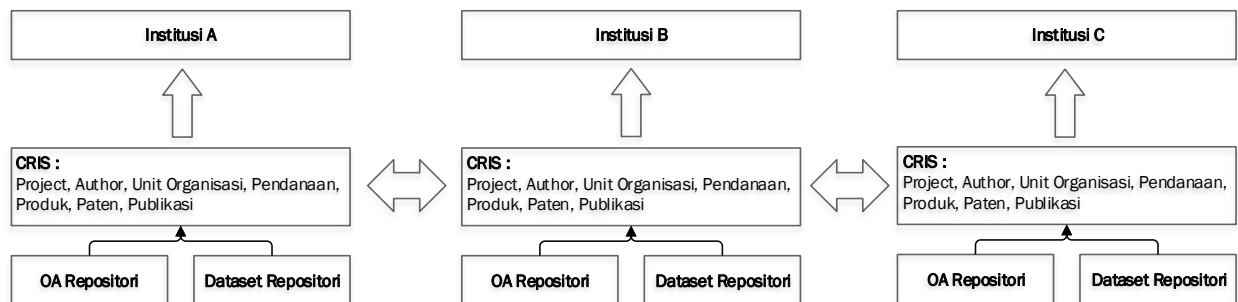 Institusi A
Institusi B
Institusi C
CRIS :
Project, Author, Unit Organisasi, Pendanaan,
Produk, Paten, Publikasi
CRIS :
Project, Author, Unit Organisasi, Pendanaan,
Produk, Paten, Publikasi
CRIS :
Project, Author, Unit Organisasi, Pendanaan,
Produk, Paten, Publikasi
OA Repositori
Dataset Repositori
OA Repositori
Dataset Repositori
OA Repositori
Dataset Repositori